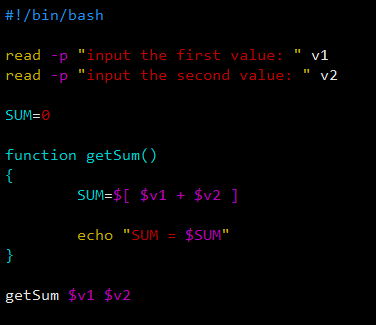 #!/bin/bash
read -p "input the first value: " v1
read -p "input the second value: " v2
SUM=0
function getSum()
{
SUM=$[ $v1 + $v2 ]
echo "SUM = $SUM"
}
getSum $v1 $v2